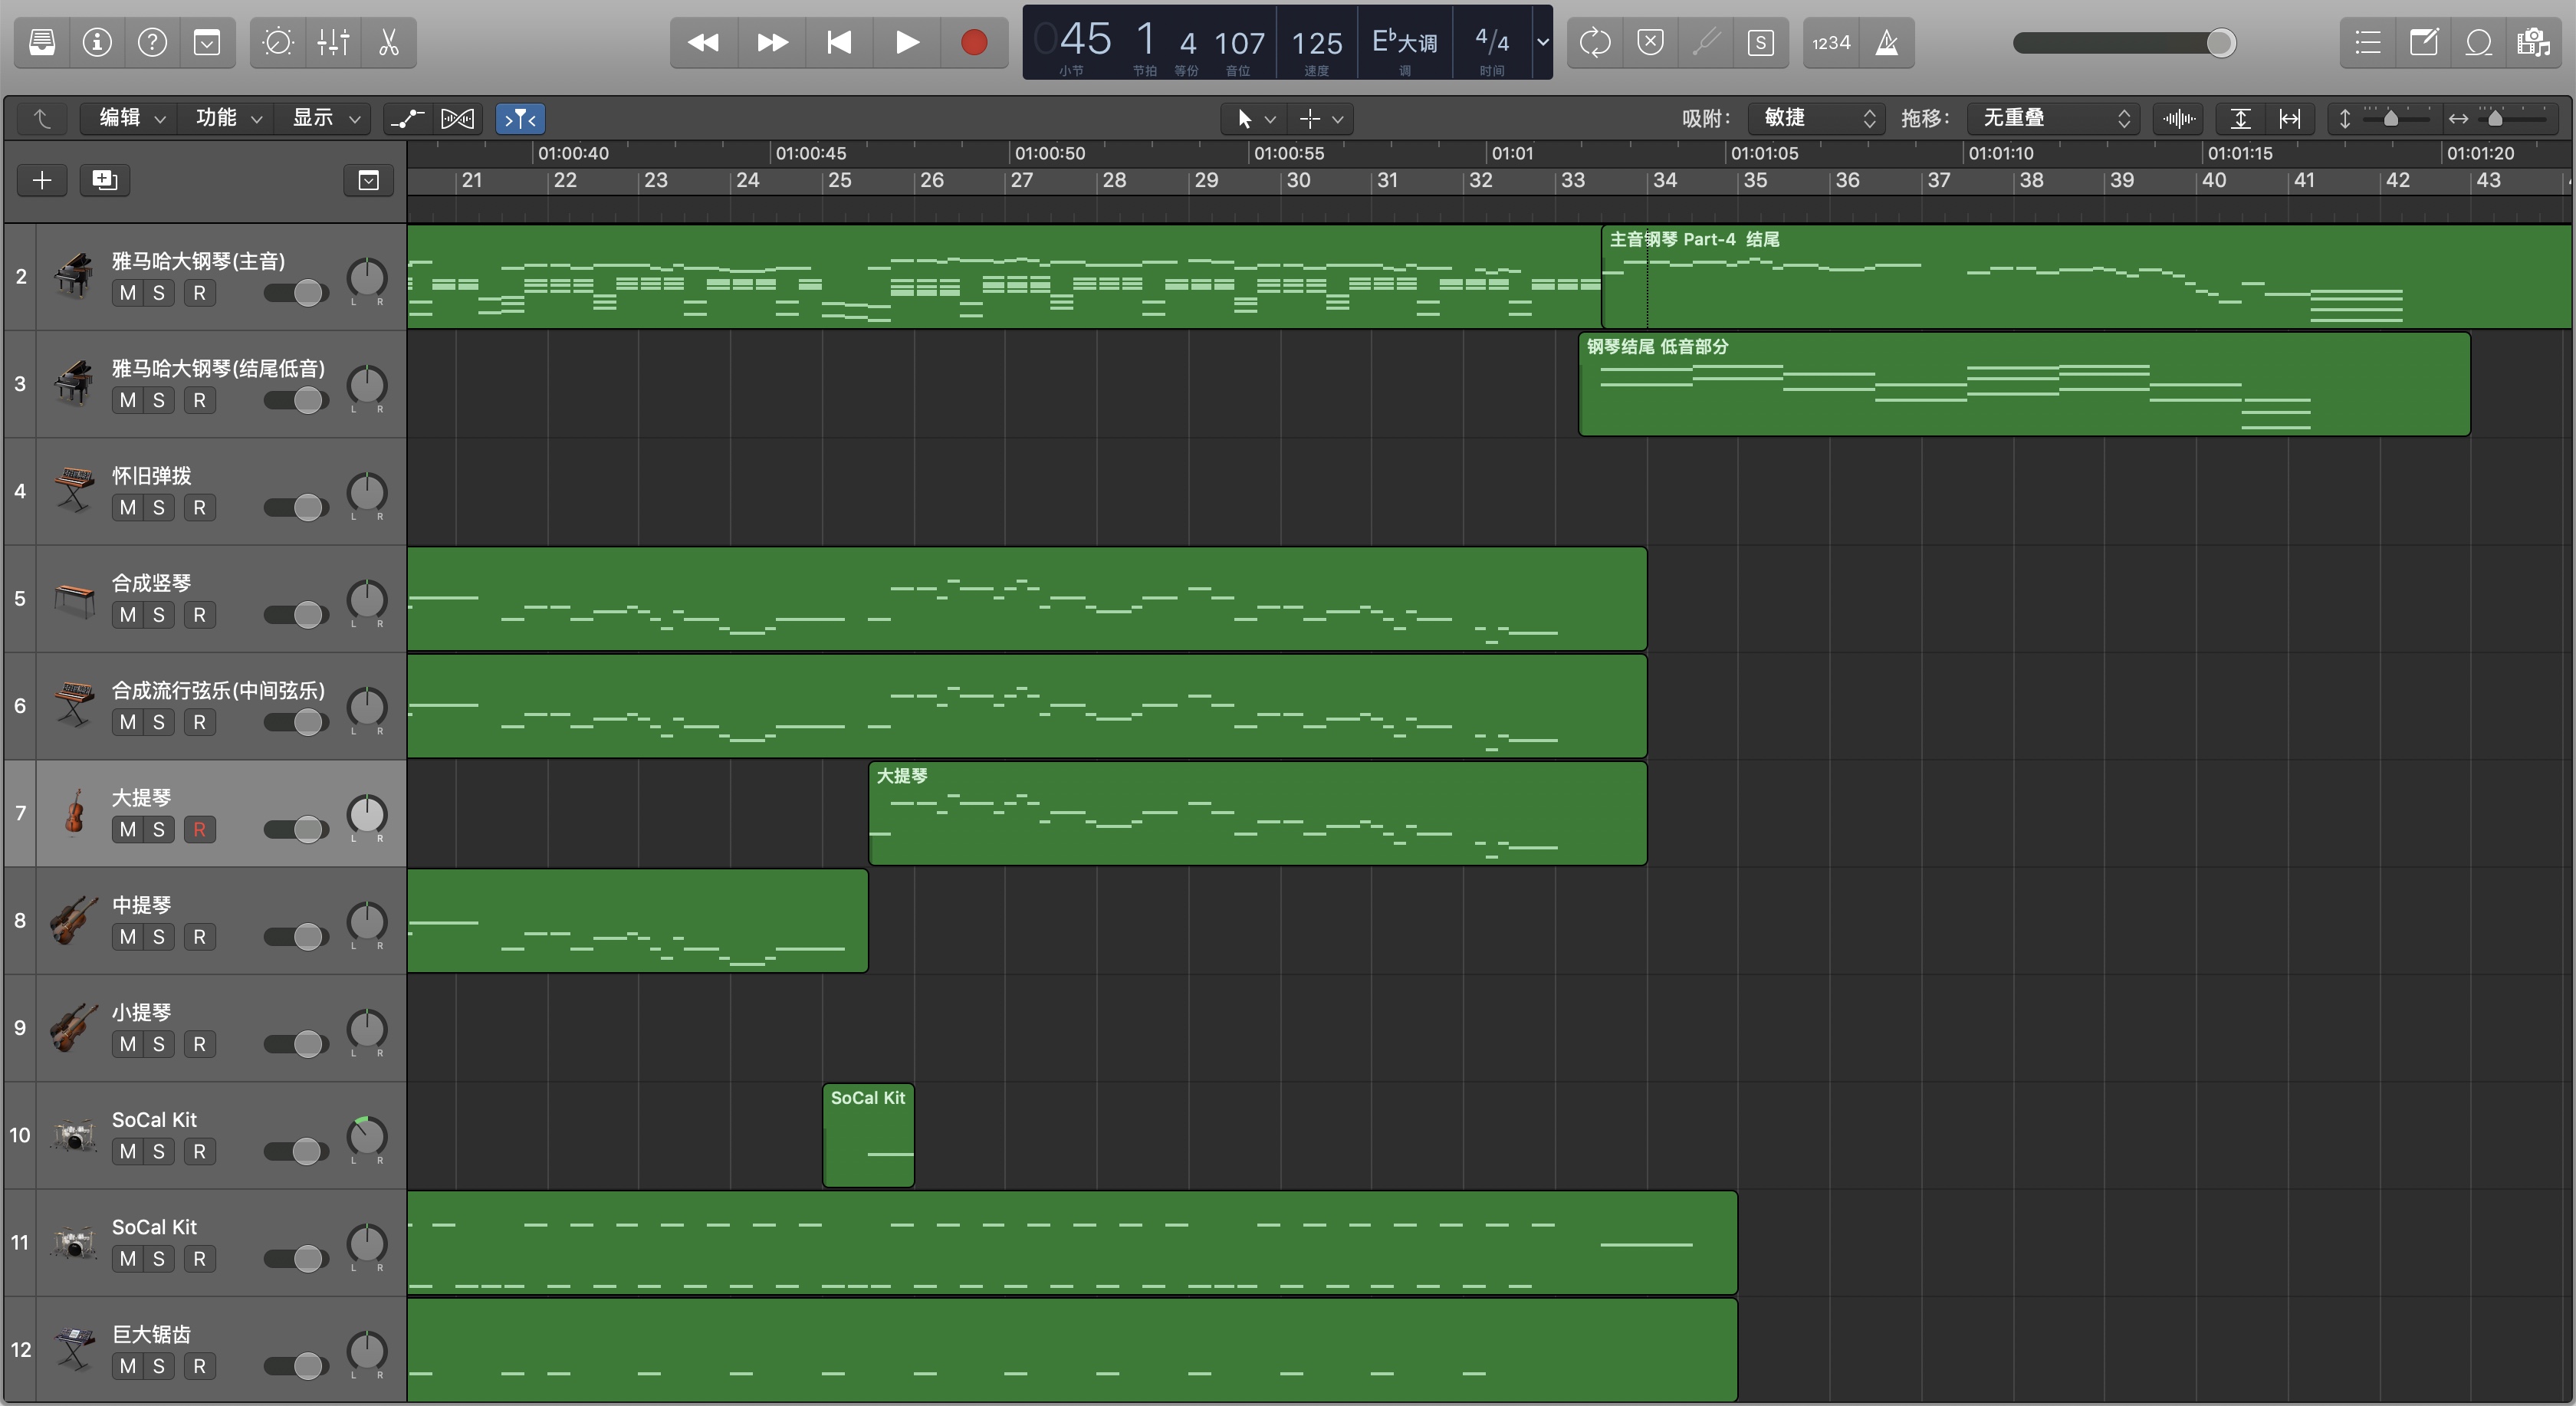 045 1 4 107 125 E♭大调 4/4
小节 节拍 等份 音位 速度 调 时间
S 1234
编辑 功能 显示 吸附： 敏捷 拖移： 无重叠
01:00:40 01:00:45 01:00:50 01:00:55 01:01 01:01:05 01:01:10 01:01:15 01:01:20
21 22 23 24 25 26 27 28 29 30 31 32 33 34 35 36 37 38 39 40 41 42 43
2 雅马哈大钢琴(主音) 主音钢琴 Part-4 结尾
M S R L R
3 雅马哈大钢琴(结尾低音) 钢琴结尾 低音部分
M S R L R
4 怀旧弹拨
M S R L R
5 合成竖琴
M S R L R
6 合成流行弦乐(中间弦乐)
M S R L R
7 大提琴 大提琴
M S R L R
8 中提琴
M S R L R
9 小提琴
M S R L R
10 SoCal Kit SoCal Kit
M S R L R
11 SoCal Kit
M S R L R
12 巨大锯齿
M S R L R